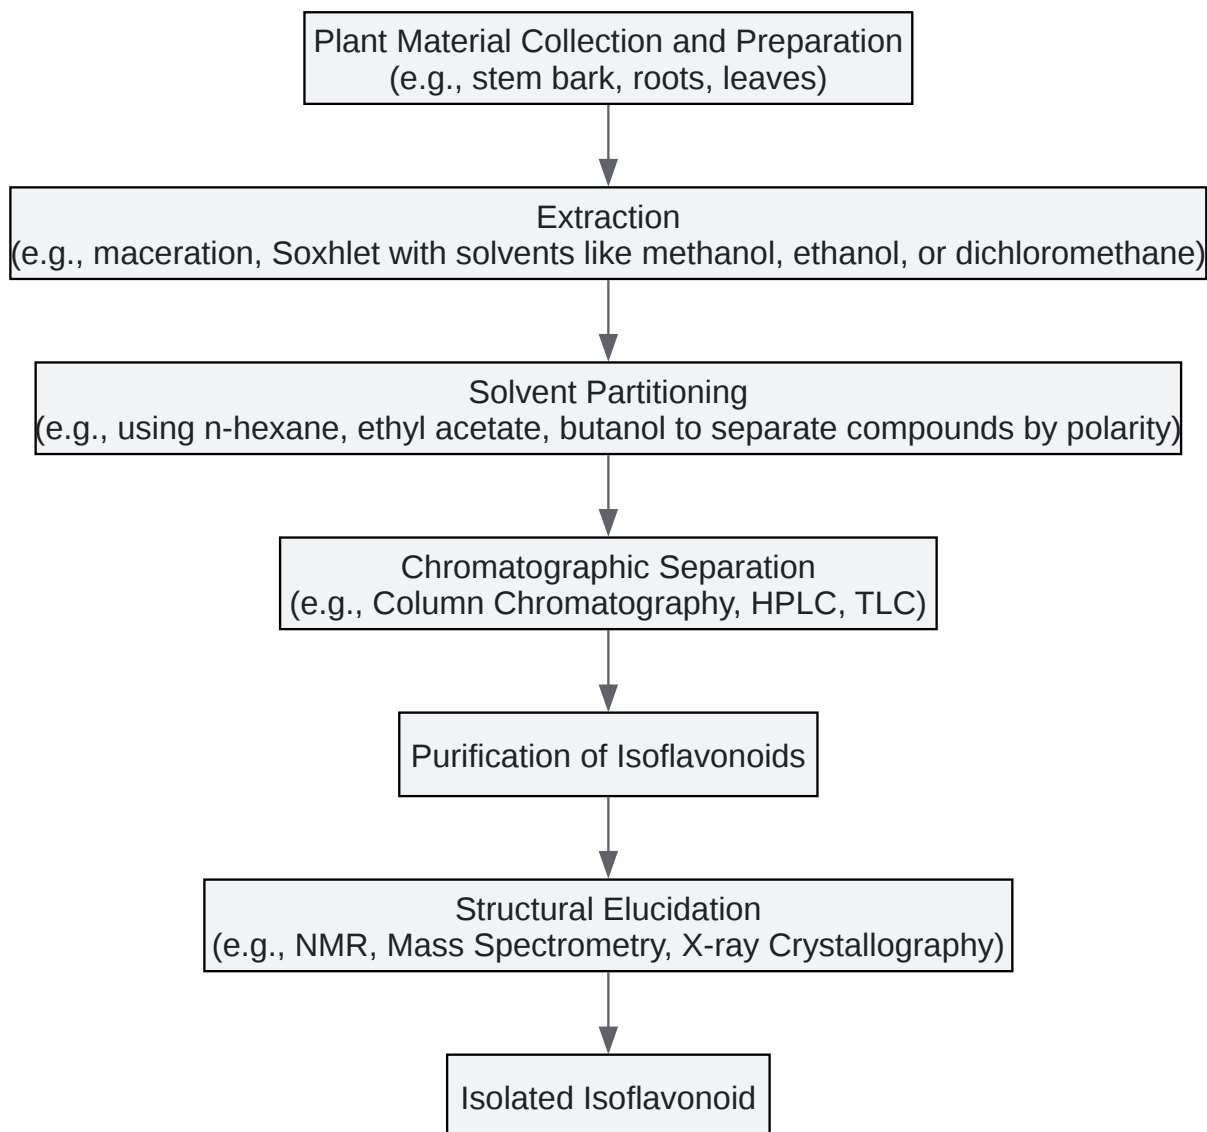 Plant Material Collection and Preparation
(e.g., stem bark, roots, leaves)
Extraction
(e.g., maceration, Soxhlet with solvents like methanol, ethanol, or dichloromethane)
Solvent Partitioning
(e.g., using n-hexane, ethyl acetate, butanol to separate compounds by polarity)
Chromatographic Separation
(e.g., Column Chromatography, HPLC, TLC)
Purification of Isoflavonoids
Structural Elucidation
(e.g., NMR, Mass Spectrometry, X-ray Crystallography)
Isolated Isoflavonoid